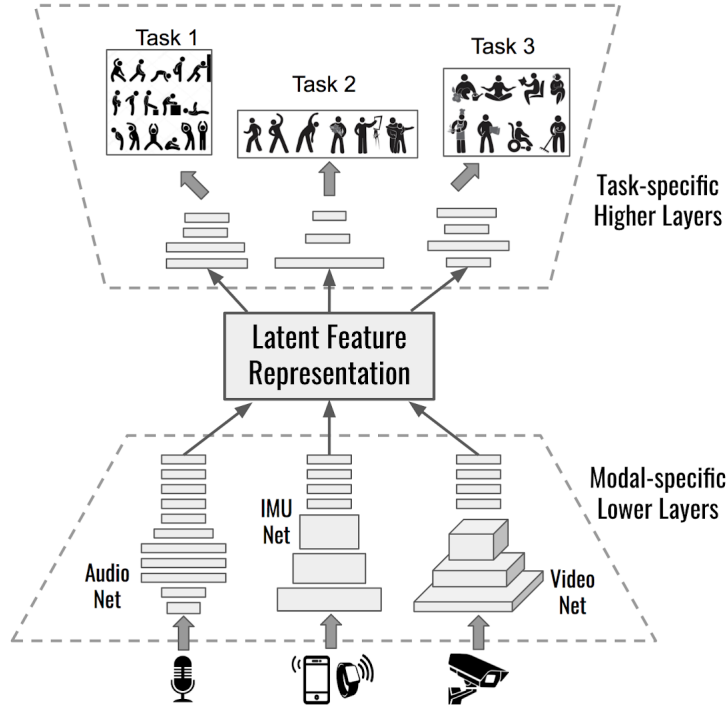 Task 1
Task 2
Task 3
Task-specific
Higher Layers
Latent Feature
Representation
Modal-specific
Lower Layers
IMU
Net
Audio
Net
Video
Net